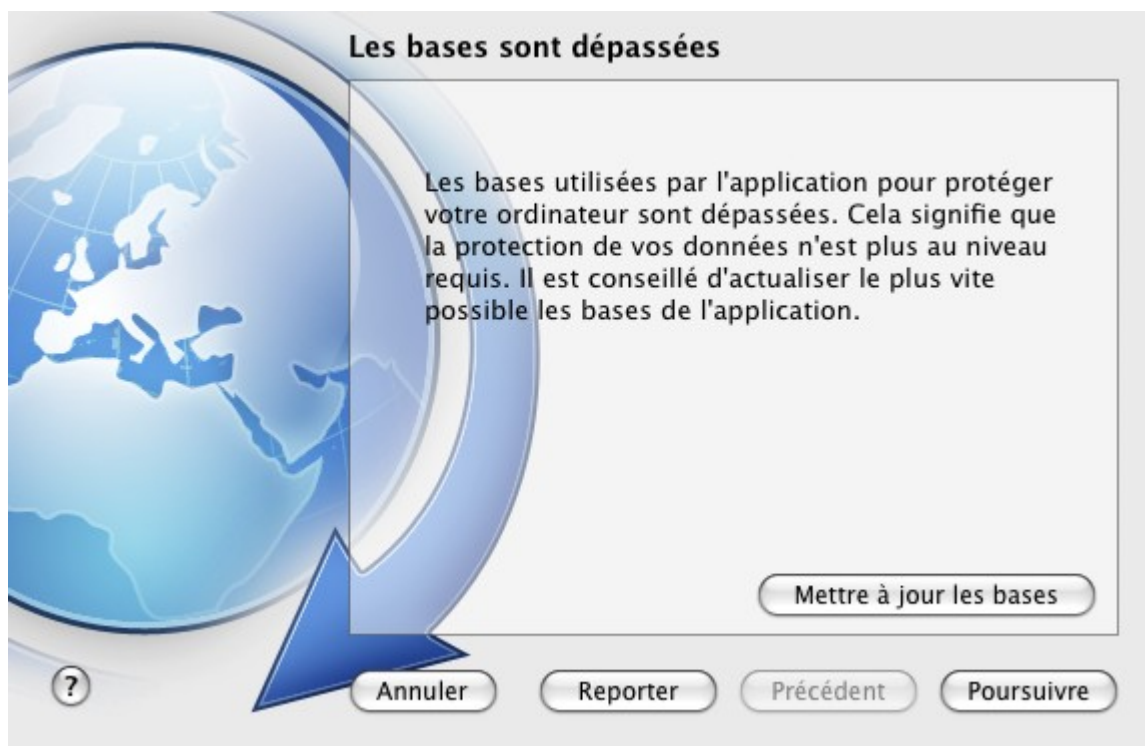 Les bases sont dépassées
Les bases utilisées par l'application pour protéger
votre ordinateur sont dépassées. Cela signifie que
la protection de vos données n'est plus au niveau
requis. Il est conseillé d'actualiser le plus vite
possible les bases de l'application.
Mettre à jour les bases
?
Annuler
Reporter
Précédent
Poursuivre